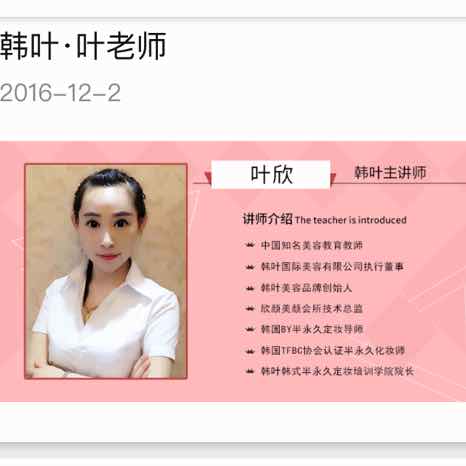 韩叶·叶老师
2016-12-2
叶欣
韩叶主讲师
讲师介绍 The teacher is introduced
中国知名美容教育教师
韩叶国际美容有限公司执行董事
韩叶美容品牌创始人
欣颜美颜会所技术总监
韩国BY半永久定妆导师
韩国TFBC协会认证半永久化妆师
韩叶韩式半永久定妆培训学院院长